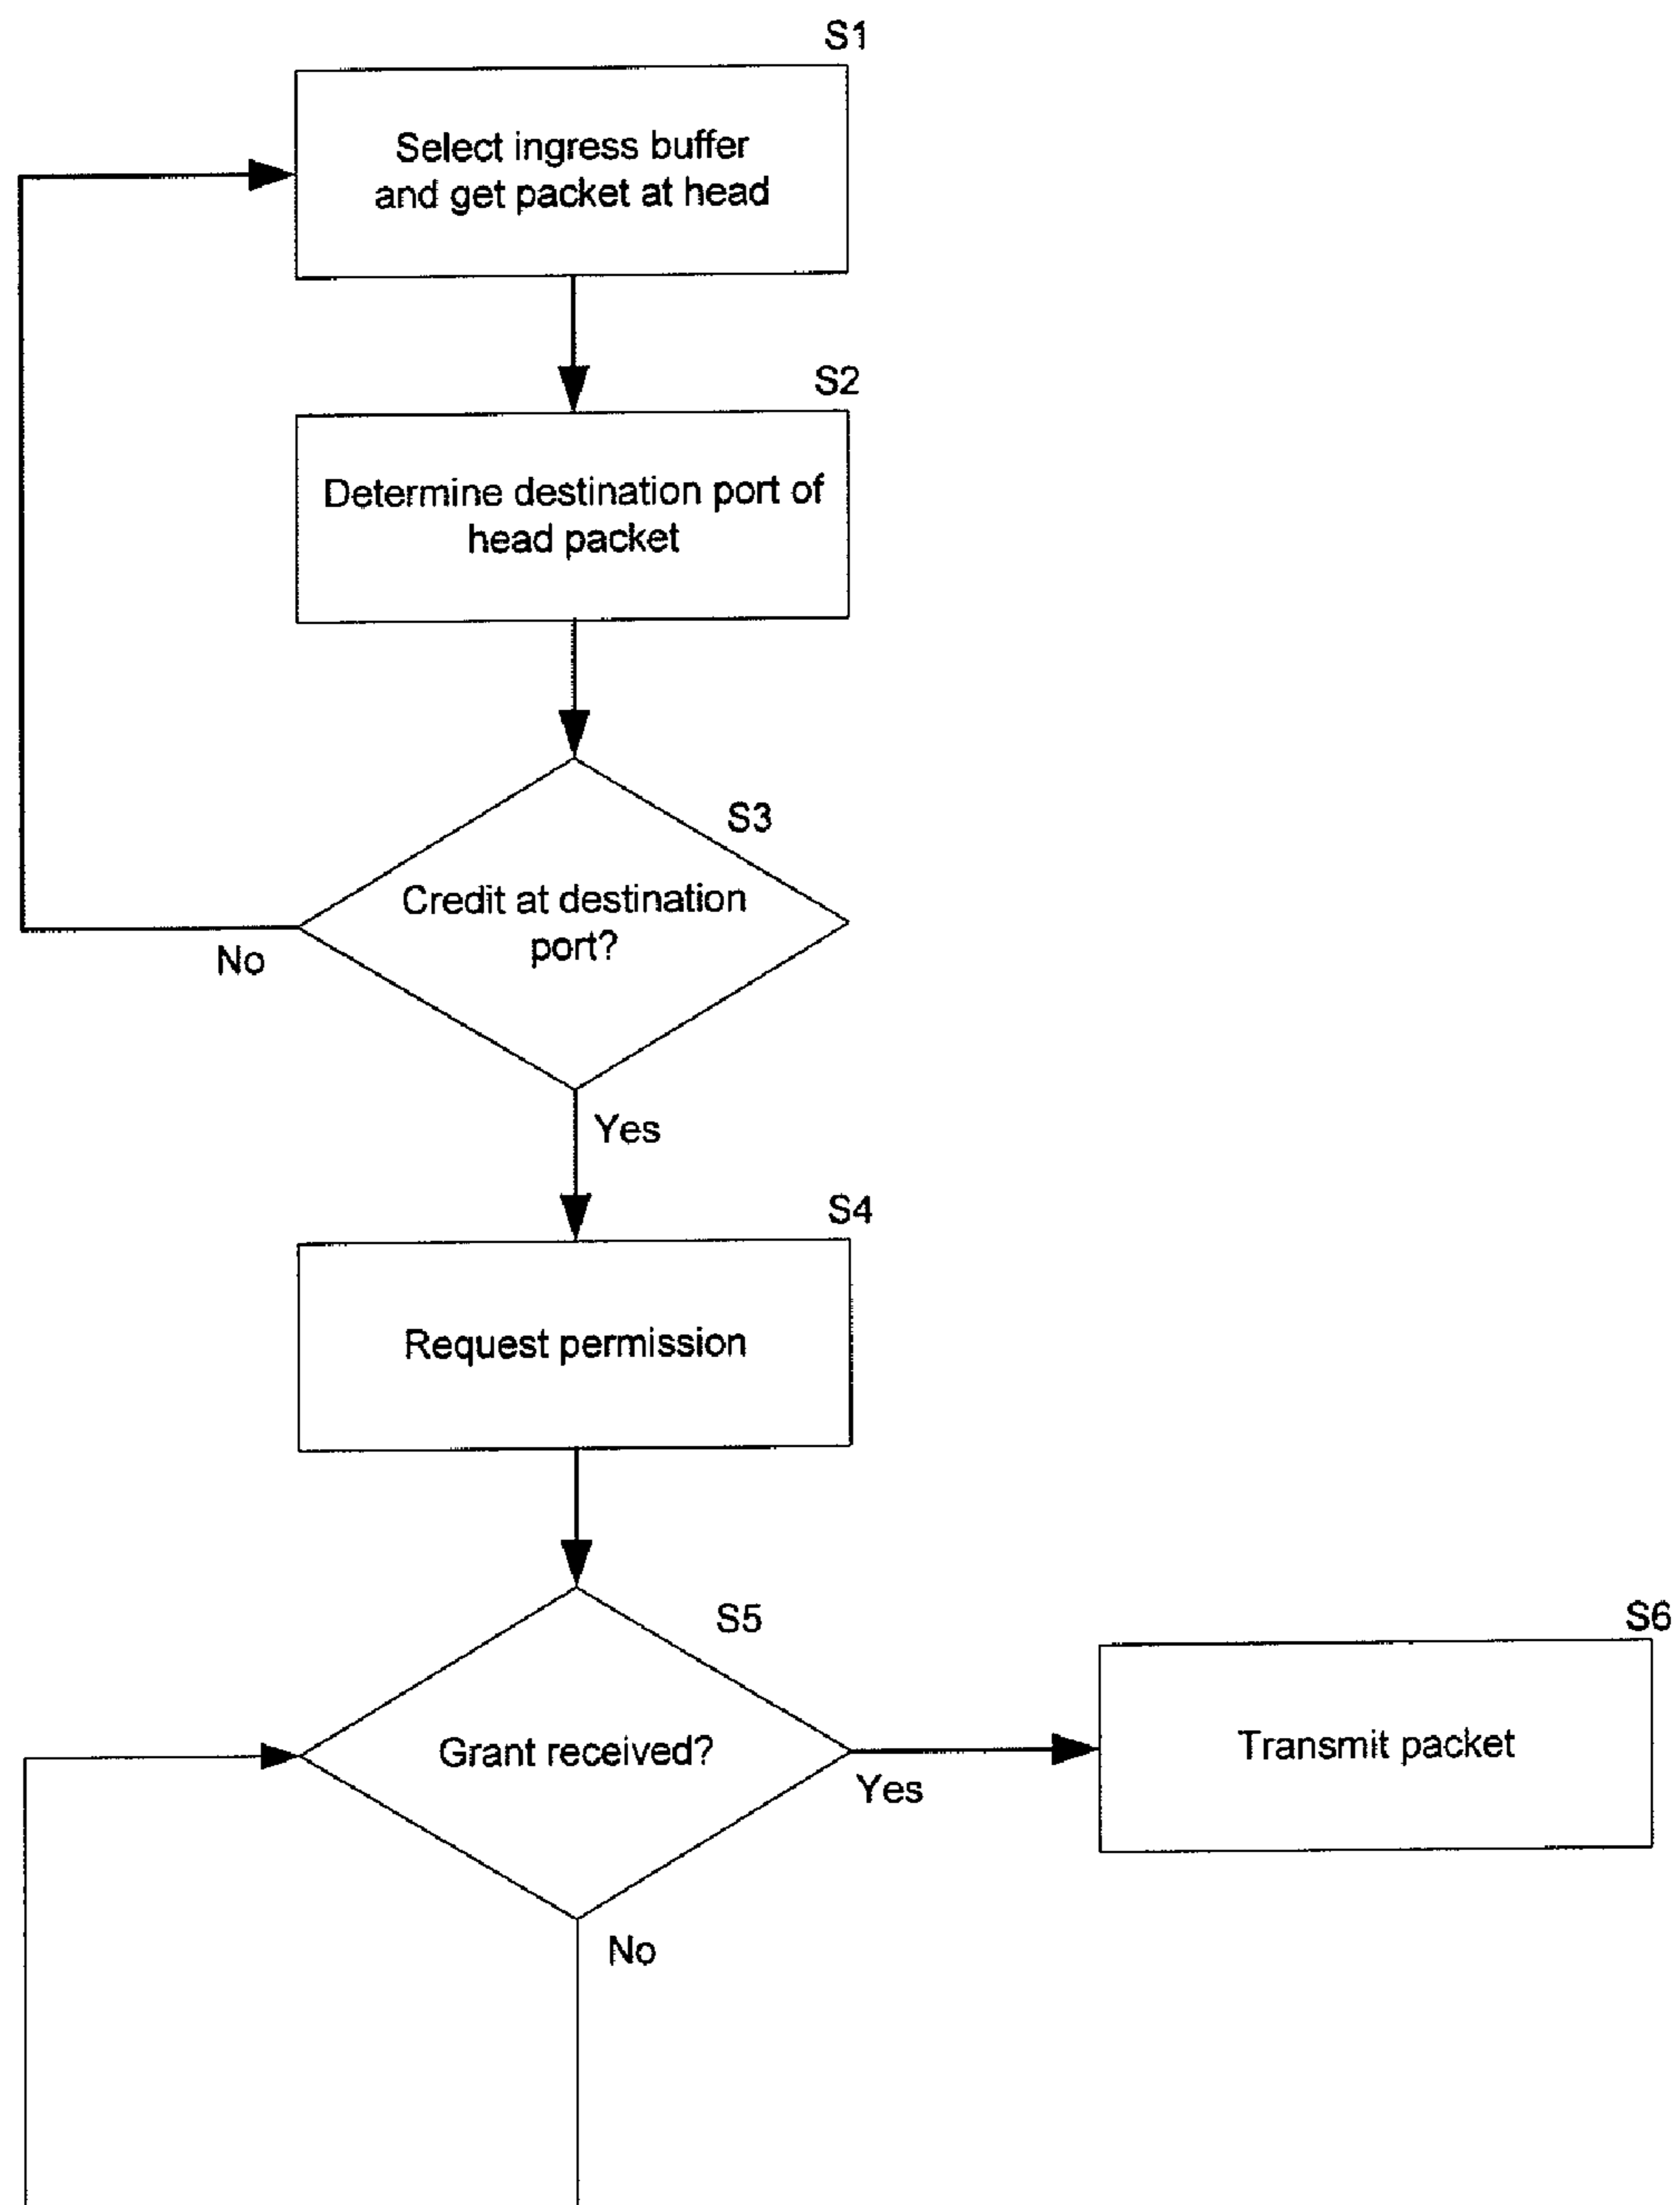 S1
Select ingress buffer
and get packet at head
S2
Determine destination port of
head packet
S3
Credit at destination
port?
No
Yes
S4
Request permission
S5
Grant received?
Yes
S6
Transmit packet
No